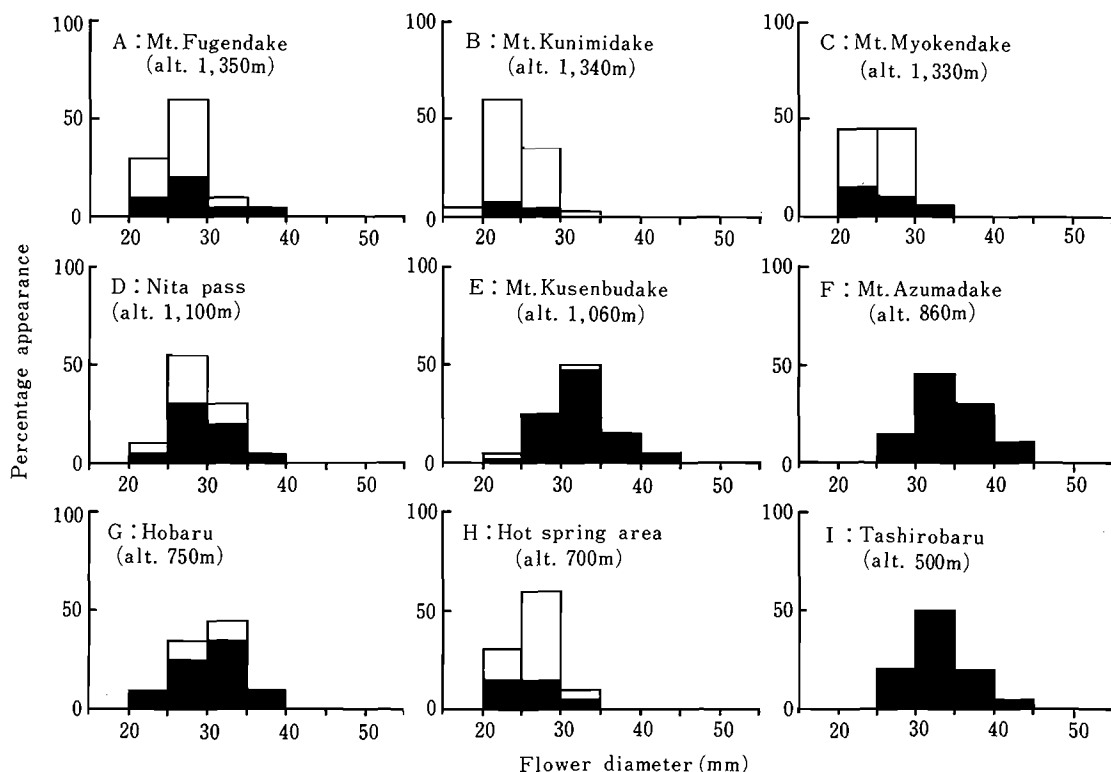 A : Mt. Fugendake
(alt. 1,350m)
B : Mt. Kunimidake
(alt. 1,340m)
C : Mt. Myokendake
(alt. 1,330m)
100
50
0
20 30 40 50
100
50
0
20 30 40 50
100
50
0
20 30 40 50
D : Nita pass
(alt. 1,100m)
E : Mt. Kusenbudake
(alt. 1,060m)
F : Mt. Azumadake
(alt. 860m)
100
50
0
20 30 40 50
100
50
0
20 30 40 50
100
50
0
20 30 40 50
G : Hobaru
(alt. 750m)
H : Hot spring area
(alt. 700m)
I : Tashirobaru
(alt. 500m)
100
50
0
20 30 40 50
100
50
0
20 30 40 50
100
50
0
20 30 40 50
Percentage appearance
Flower diameter (mm)